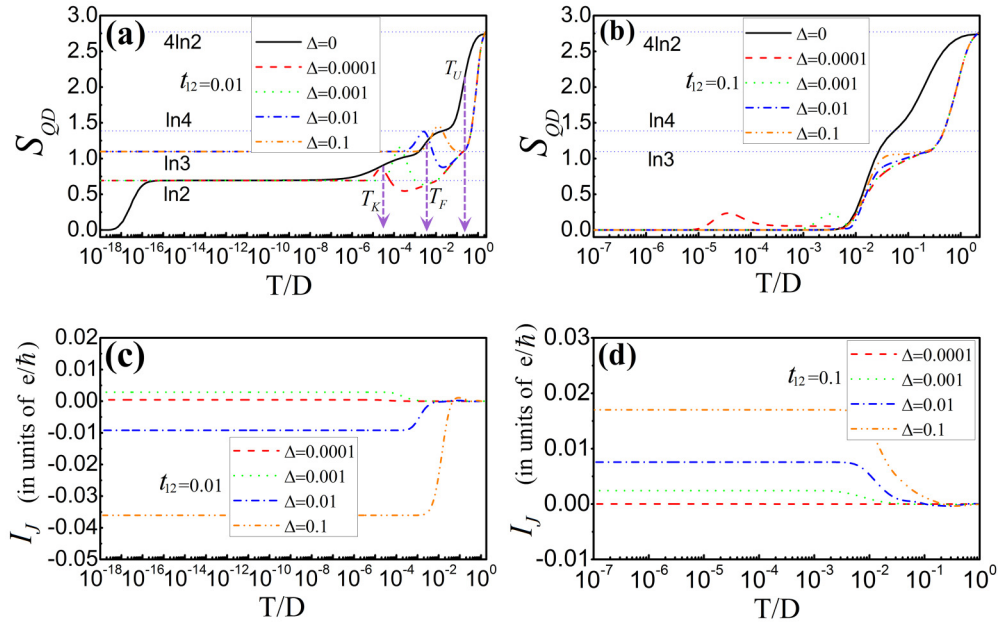 (a)
3.0
2.5
2.0
1.5
1.0
0.5
0.0
S_QD
4ln2
t_12=0.01
ln4
ln3
ln2
Δ=0
Δ=0.0001
Δ=0.001
Δ=0.01
Δ=0.1
T_U
T_K
T_F
10^-18 10^-16 10^-14 10^-12 10^-10 10^-8 10^-6 10^-4 10^-2 10^0
T/D
(b)
3.0
2.5
2.0
1.5
1.0
0.5
0.0
S_QD
4ln2
t_12=0.1
ln4
ln3
Δ=0
Δ=0.0001
Δ=0.001
Δ=0.01
Δ=0.1
10^-7 10^-6 10^-5 10^-4 10^-3 10^-2 10^-1 10^0
T/D
(c)
0.02
0.01
0.00
-0.01
-0.02
-0.03
-0.04
-0.05
I_J (in units of e/ħ)
t_12=0.01
Δ=0.0001
Δ=0.001
Δ=0.01
Δ=0.1
10^-18 10^-16 10^-14 10^-12 10^-10 10^-8 10^-6 10^-4 10^-2 10^0
T/D
(d)
0.03
0.02
0.01
0.00
-0.01
I_J (in units of e/ħ)
t_12=0.1
Δ=0.0001
Δ=0.001
Δ=0.01
Δ=0.1
10^-7 10^-6 10^-5 10^-4 10^-3 10^-2 10^-1 10^0
T/D